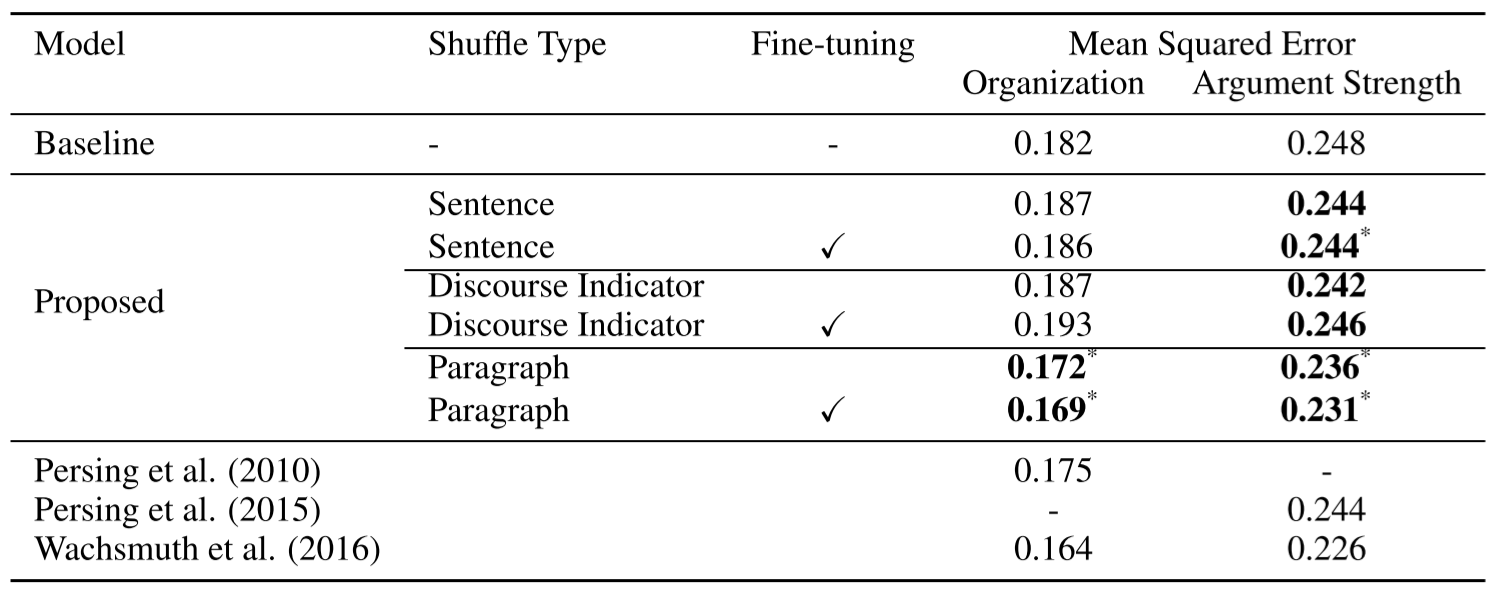 Model Shuffle Type Fine-tuning Mean Squared Error
Organization Argument Strength
Baseline - - 0.182 0.248
Sentence 0.187 0.244
Sentence ✓ 0.186 0.244*
Discourse Indicator 0.187 0.242
Proposed
Discourse Indicator ✓ 0.193 0.246
Paragraph 0.172* 0.236*
Paragraph ✓ 0.169* 0.231*
Persing et al. (2010) 0.175 -
Persing et al. (2015) - 0.244
Wachsmuth et al. (2016) 0.164 0.226